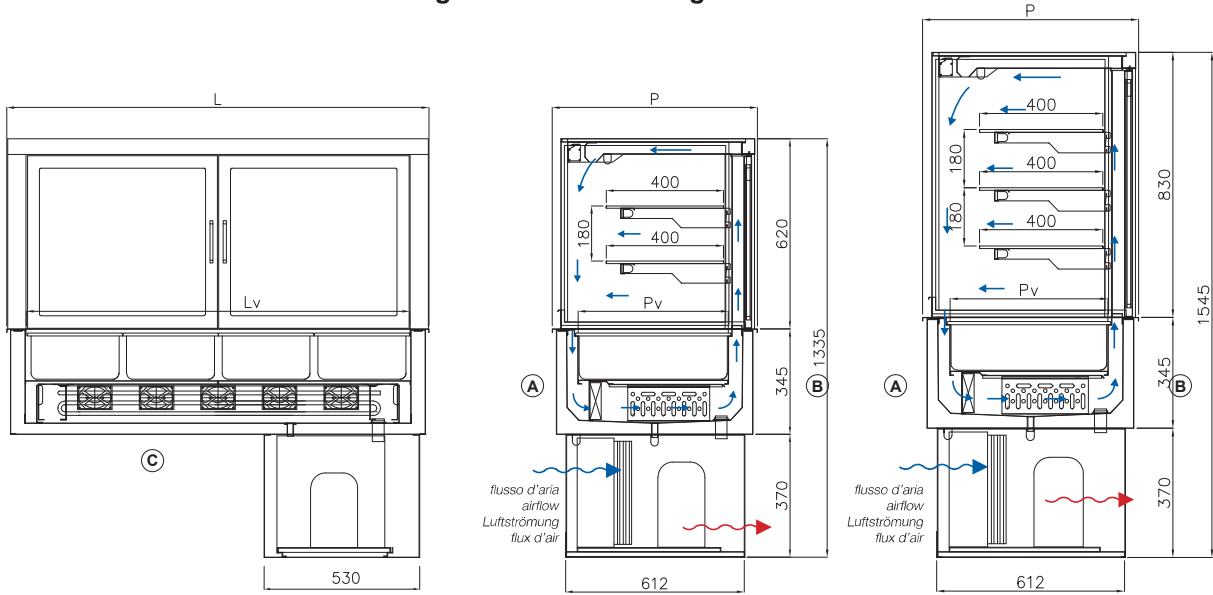 L
Lv
C
530
P
400
180
400
Pv
620
345
370
1335
A
B
flusso d'aria
airflow
Luftströmung
flux d'air
612
P
400
180
400
180
400
Pv
830
345
370
1545
A
B
flusso d'aria
airflow
Luftströmung
flux d'air
612